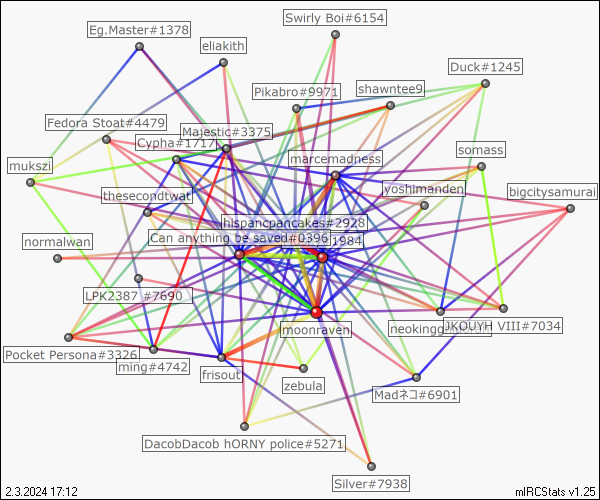 Swirly Boi#6154
Eg.Master#1378
eliakith
Duck#1245
Pikabro#9971
shawntee9
Fedora Stoat#4479
Majestic#3375
Cypha#1717
somass
marcemadness
mukszi
yoshimanden
thesecondtwat
bigcitysamurai
hispancpancakes#2928
Can anything be saved#0396
1984
normalwan
LPK2387 #7690
moonraven
JKOUYH VIII#7034
Pocket Persona#3326
ming#4742
frisout
zebula
Madネコ#6901
DacobDacob hORNY police#5271
Silver#7938
2.3.2024 17:12
mIRCStats v1.25